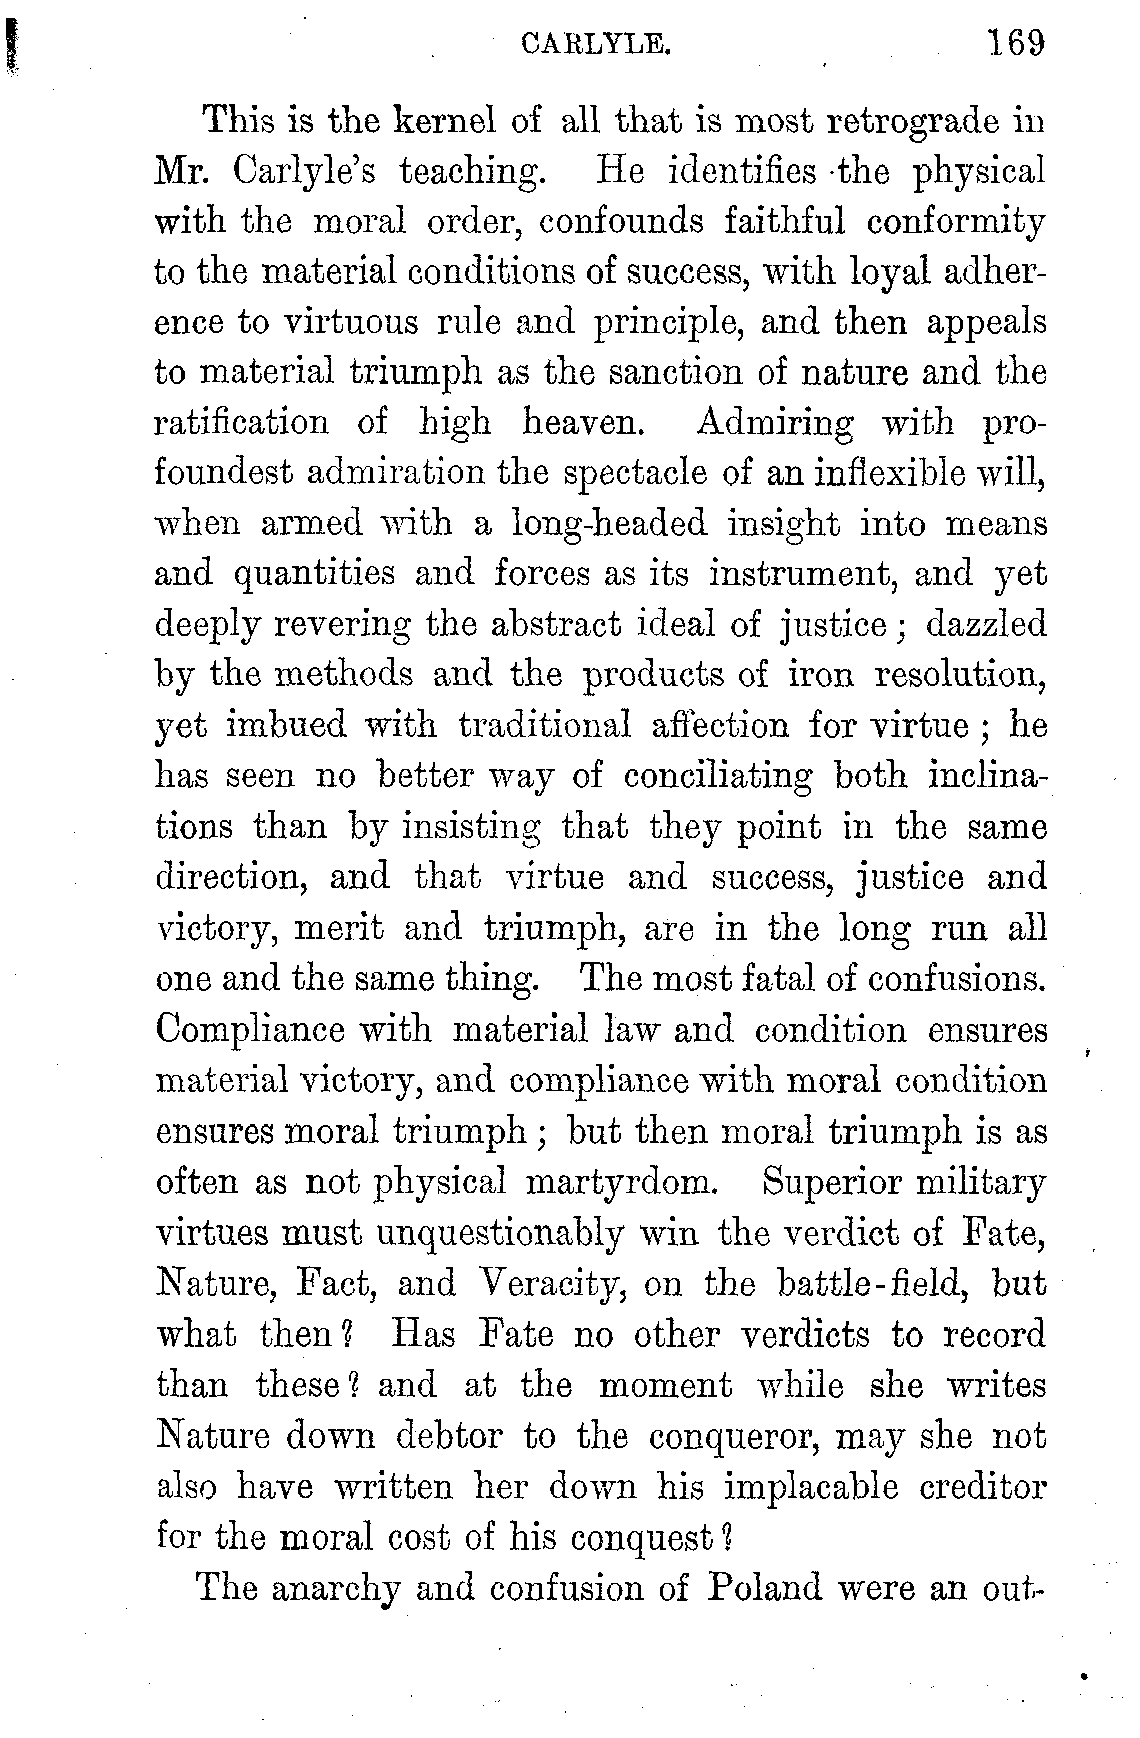 CARLYLE. 169
This is the kernel of all that is most retrograde in
Mr. Carlyle's teaching. He identifies the physical
with the moral order, confounds faithful conformity
to the material conditions of success, with loyal adher-
ence to virtuous rule and principle, and then appeals
to material triumph as the sanction of nature and the
ratification of high heaven. Admiring with pro-
foundest admiration the spectacle of an inflexible will,
when armed with a long-headed insight into means
and quantities and forces as its instrument, and yet
deeply revering the abstract ideal of justice ; dazzled
by the methods and the products of iron resolution,
yet imbued with traditional affection for virtue ; he
has seen no better way of conciliating both inclina-
tions than by insisting that they point in the same
direction, and that virtue and success, justice and
victory, merit and triumph, are in the long run all
one and the same thing. The most fatal of confusions.
Compliance with material law and condition ensures
material victory, and compliance with moral condition
ensures moral triumph ; but then moral triumph is as
often as not physical martyrdom. Superior military
virtues must unquestionably win the verdict of Fate,
Nature, Fact, and Veracity, on the battle-field, but
what then ? Has Fate no other verdicts to record
than these ? and at the moment while she writes
Nature down debtor to the conqueror, may she not
also have written her down his implacable creditor
for the moral cost of his conquest ?
The anarchy and confusion of Poland were an out-